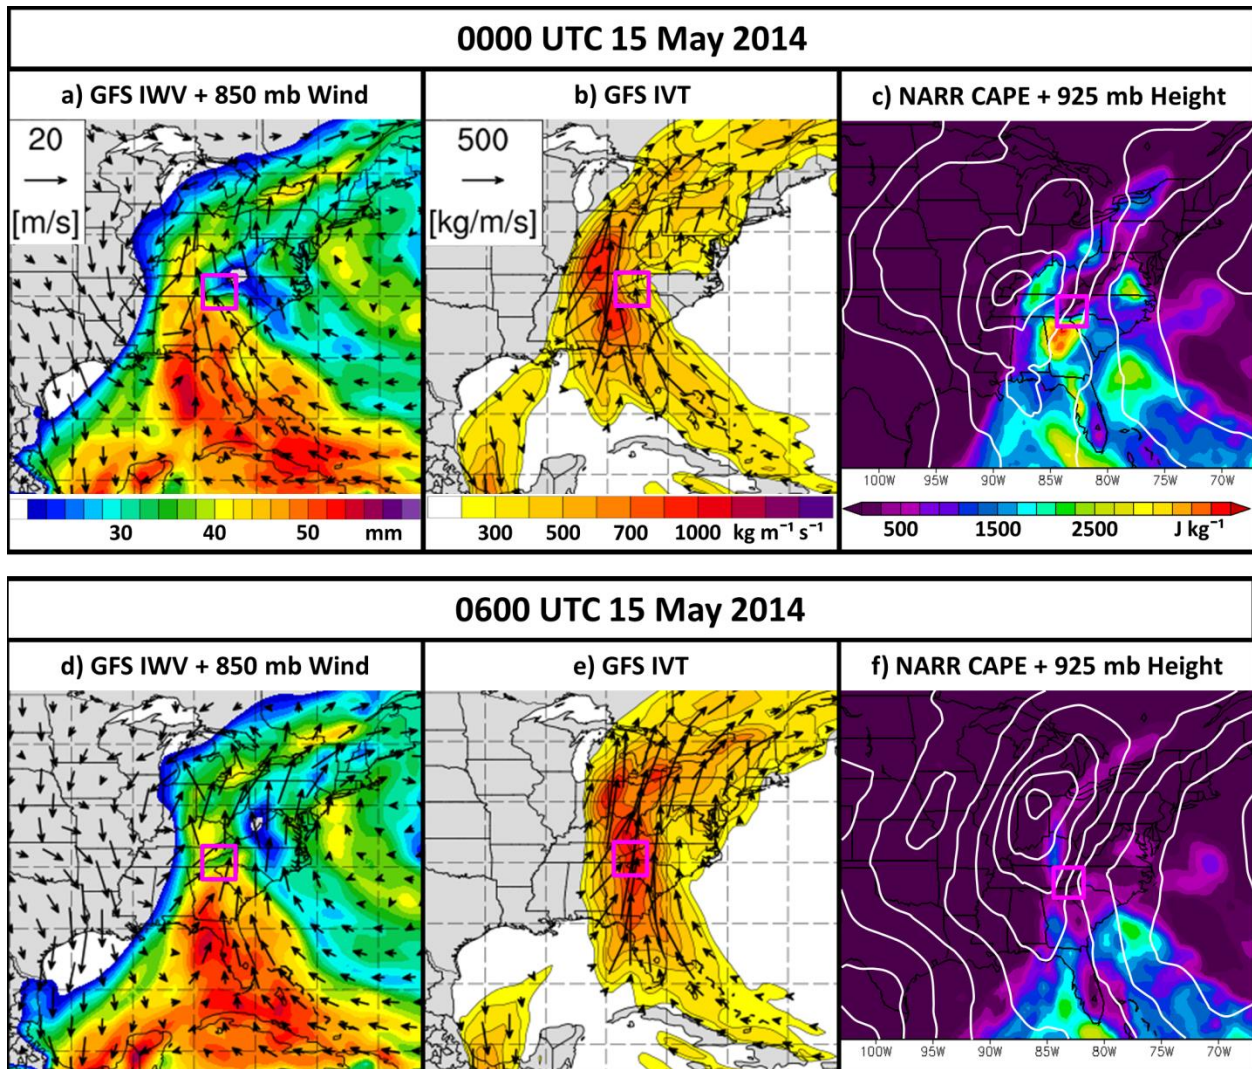 0000 UTC 15 May 2014
a) GFS IWV + 850 mb Wind
b) GFS IVT
c) NARR CAPE + 925 mb Height
20
[m/s]
500
[kg/m/s]
100W 95W 90W 85W 80W 75W 70W
30 40 50 mm
300 500 700 1000 kg m⁻¹ s⁻¹
500 1500 2500 J kg⁻¹
0600 UTC 15 May 2014
d) GFS IWV + 850 mb Wind
e) GFS IVT
f) NARR CAPE + 925 mb Height
100W 95W 90W 85W 80W 75W 70W